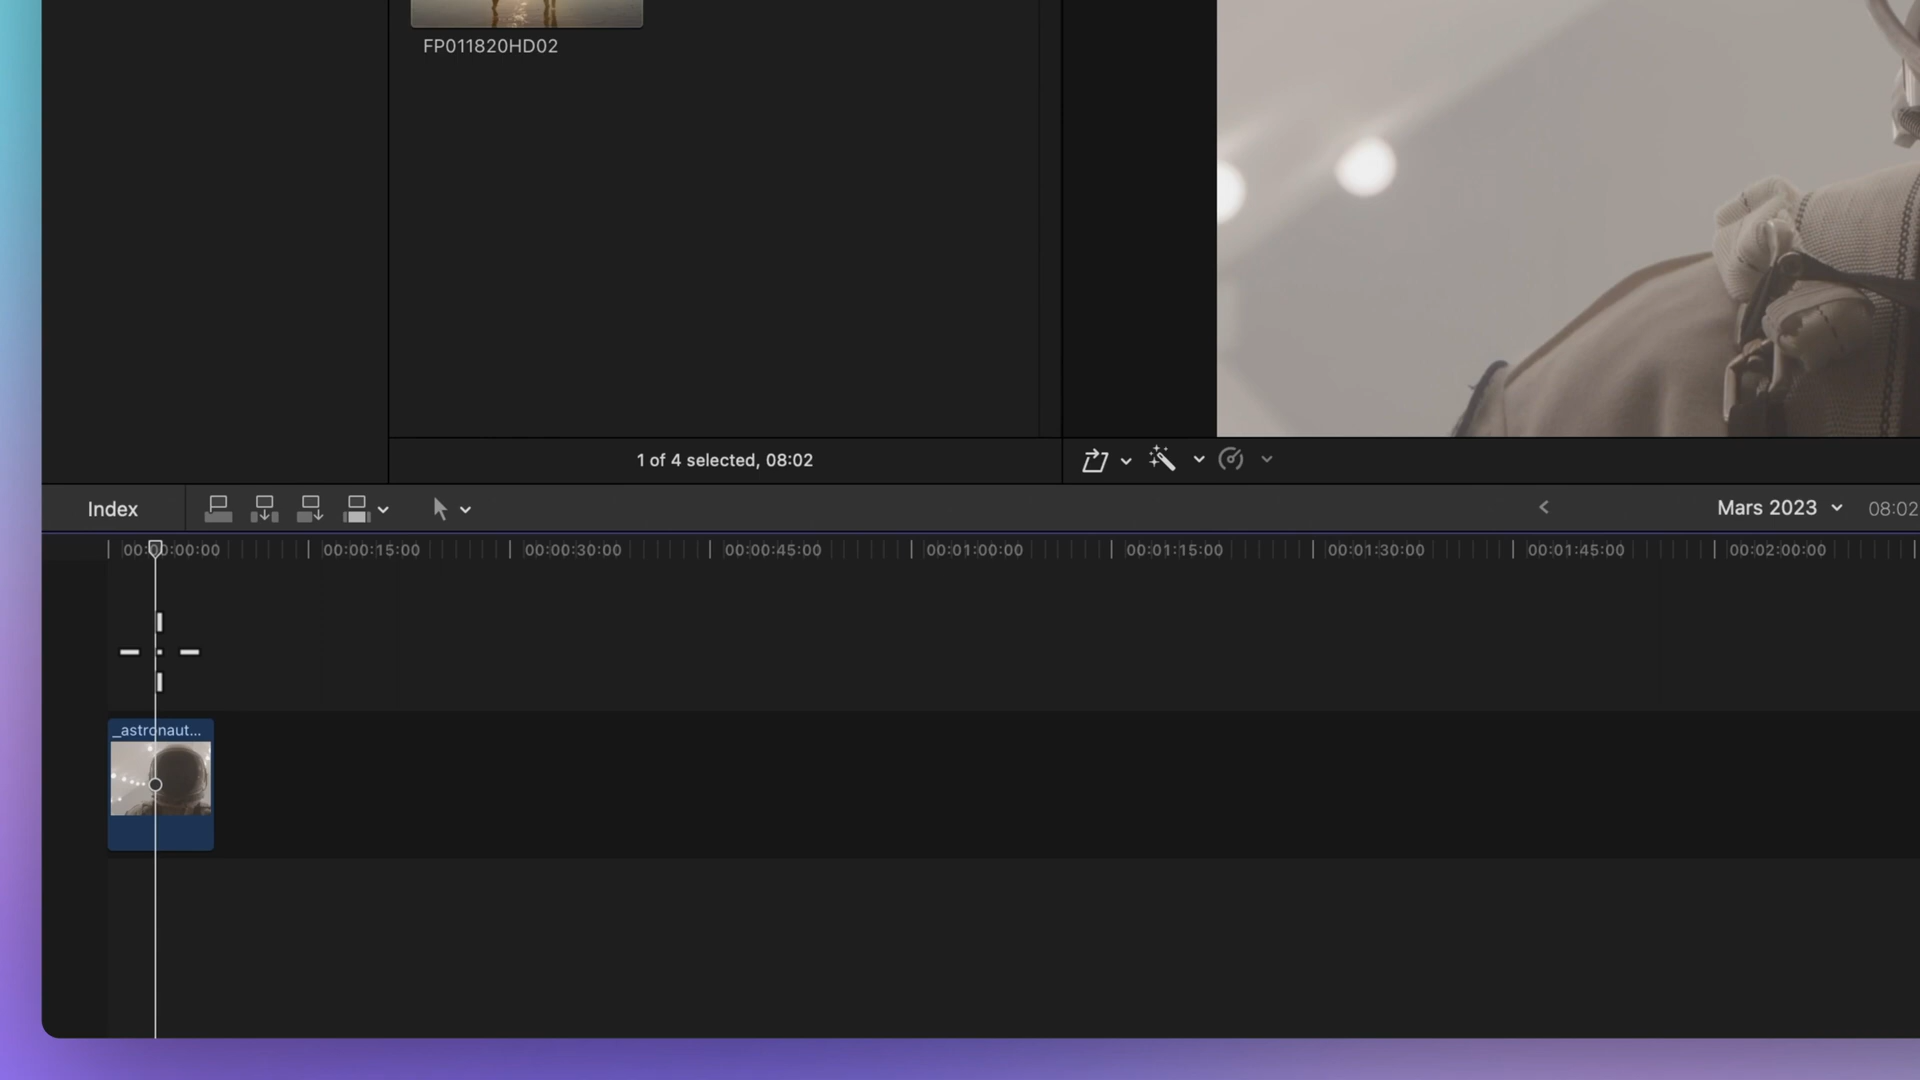 FP011820HD02
1 of 4 selected, 08:02
Index
Mars 2023
08:02
00:00:00:00
00:00:15:00
00:00:30:00
00:00:45:00
00:01:00:00
00:01:15:00
00:01:30:00
00:01:45:00
00:02:00:00
_astronaut...